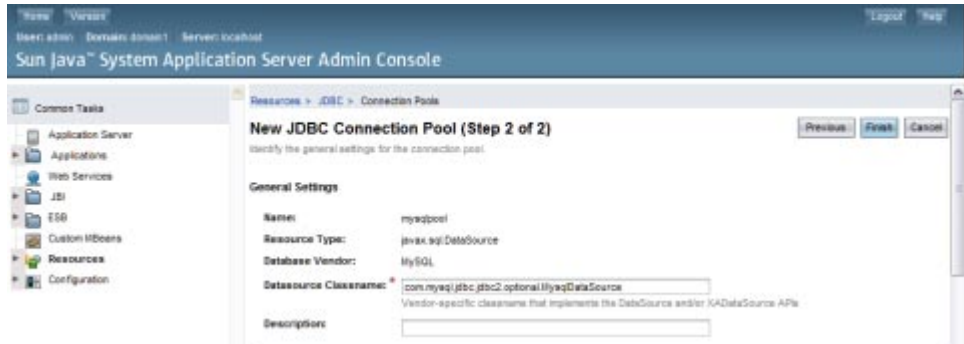 Home Version Logout Help
User: admin Domain: domain1 Server: localhost
Sun Java™ System Application Server Admin Console
Common Tasks
Application Server
Applications
Web Services
JBI
ESB
Custom MBeans
Resources
Configuration
Resources > JDBC > Connection Pools
New JDBC Connection Pool (Step 2 of 2)
Previous Finish Cancel
Identify the general settings for the connection pool.
General Settings
Name: mysqlpool
Resource Type: javax.sql.DataSource
Database Vendor: MySQL
Datasource Classname: * com.mysql.jdbc.jdbc2.optional.MysqlDataSource
Vendor-specific classname that implements the DataSource and/or XADataSource APIs
Description: